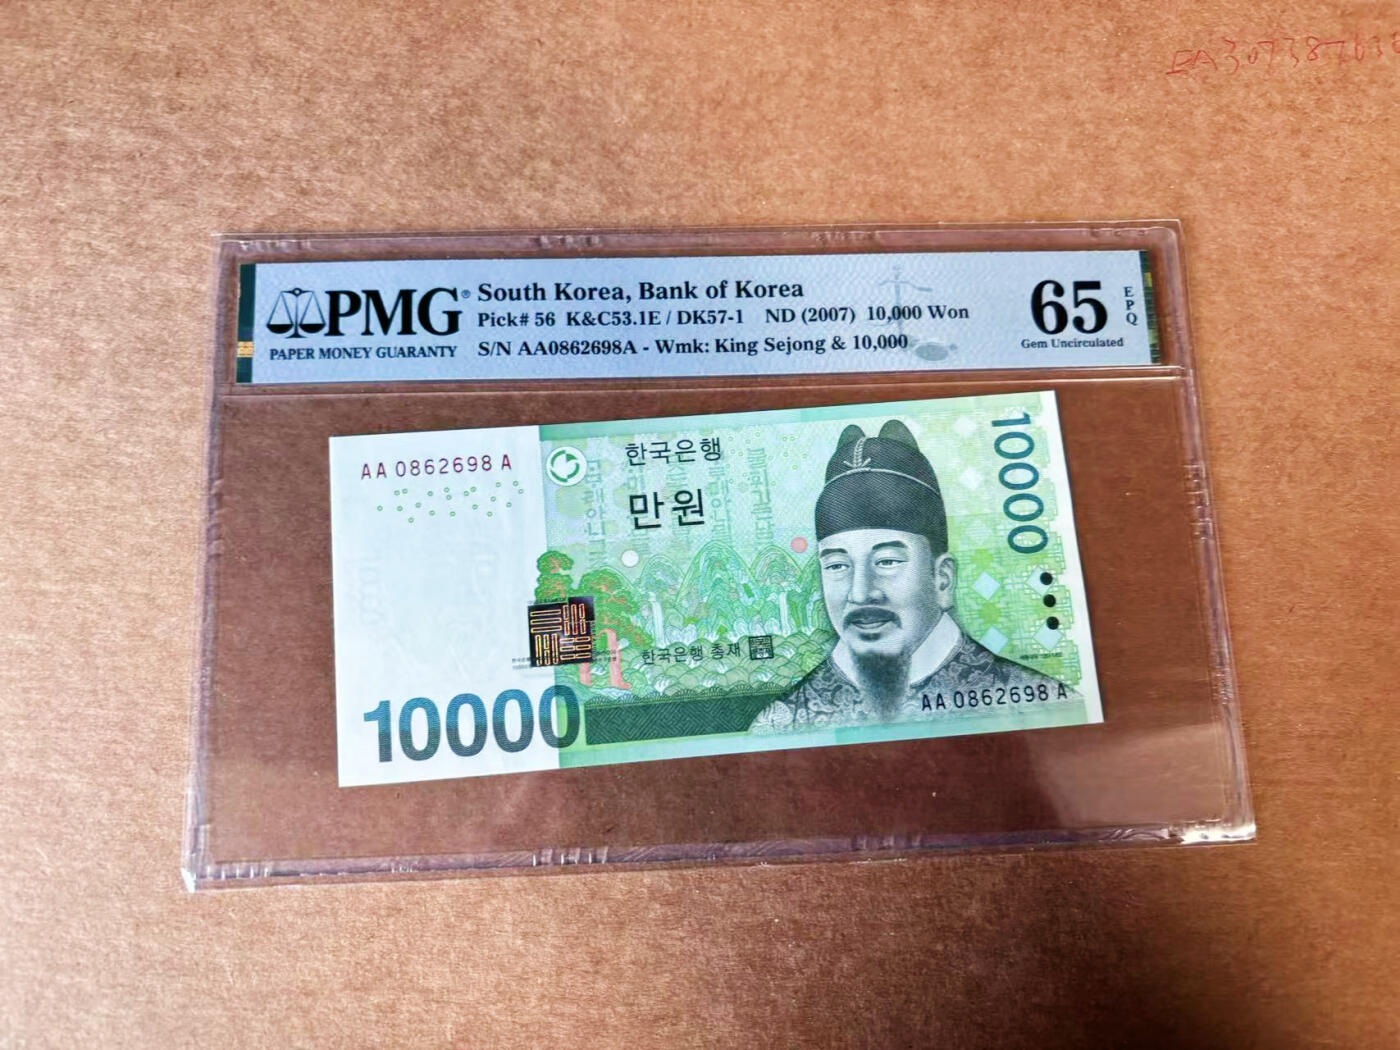 PMG®
PAPER MONEY GUARANTY
South Korea, Bank of Korea
Pick# 56 K&C53.1E / DK57-1 ND (2007) 10,000 Won
S/N AA0862698A - Wmk: King Sejong & 10,000
65
EPQ
Gem Uncirculated
AA 0862698 A
한국은행
만원
10000
한국은행 총재
AA 0862698 A
10000